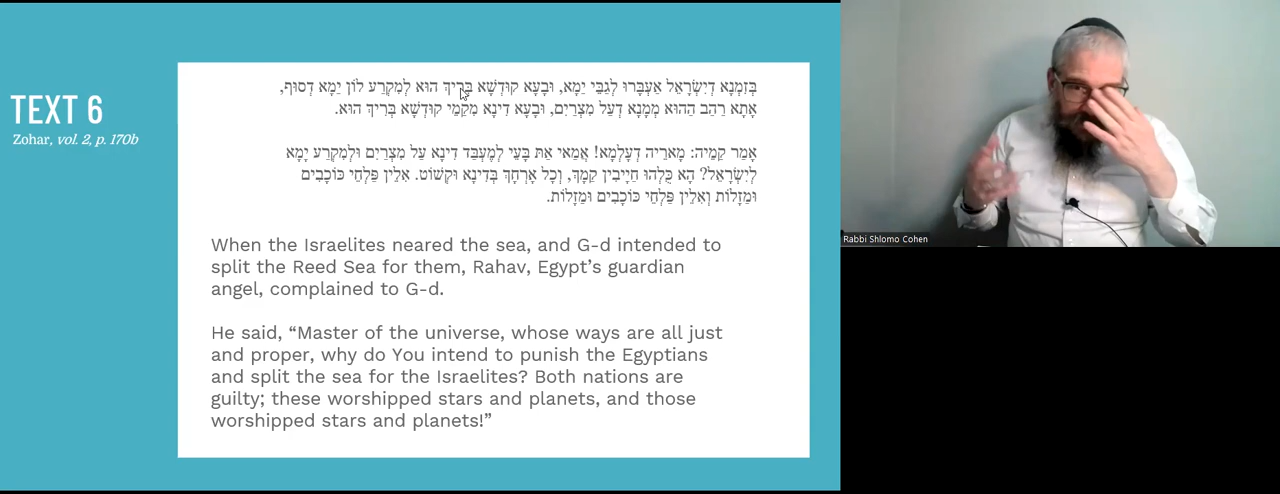 TEXT 6
Zohar, vol. 2, p. 170b
בְּזִמְנָא דְיִשְׂרָאֵל אַעְבָּרוּ לְגַבֵּי יַמָּא, וּבָעָא קוּדְשָׁא בְּרִיךְ הוּא לְמִקְרַע לוֹן יַמָּא דְסוּף,
אָתָא רַהַב הַהוּא מְמָנָא דְעַל מִצְרַיִם, וּבָעָא דִינָא מִקַּמֵּי קוּדְשָׁא בְּרִיךְ הוּא.
אָמַר קַמֵּיהּ: מָארֵיהּ דְעָלְמָא! אַמַּאי אַתְּ בָּעֵי לְמֶעְבַּד דִינָא עַל מִצְרַיִם וּלְמִקְרַע יַמָּא
לְיִשְׂרָאֵל? הָא כֻּלְּהוּ חַיָּיבִין קַמָּךְ, וְכָל אָרְחָךְ בְּדִינָא וּקְשׁוֹט. אִלֵּין פַּלְחֵי כּוֹכָבִים
וּמַזָלוֹת וְאִלֵּין פַּלְחֵי כּוֹכָבִים וּמַזָלוֹת.
When the Israelites neared the sea, and G-d intended to
split the Reed Sea for them, Rahav, Egypt's guardian
angel, complained to G-d.
He said, “Master of the universe, whose ways are all just
and proper, why do You intend to punish the Egyptians
and split the sea for the Israelites? Both nations are
guilty; these worshipped stars and planets, and those
worshipped stars and planets!”
Rabbi Shlomo Cohen